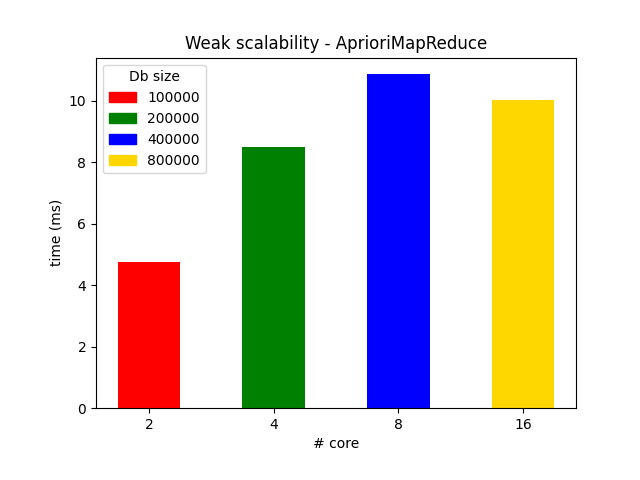 Weak scalability - AprioriMapReduce
Db size
100000
200000
400000
800000
10
8
6
4
2
0
time (ms)
2 4 8 16
# core